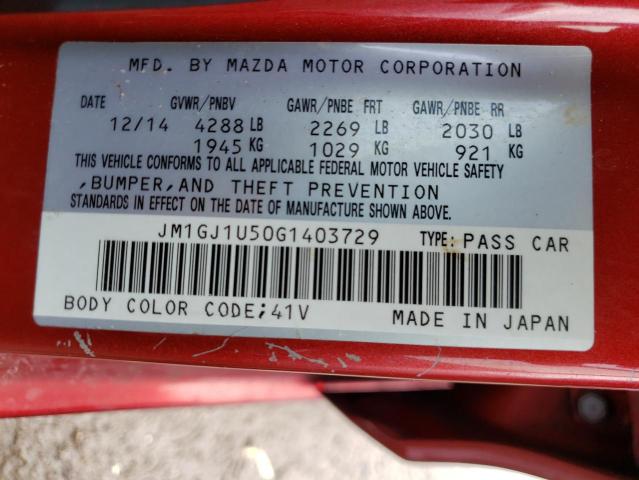 MFD. BY MAZDA MOTOR CORPORATION
DATE GVWR/PNBV GAWR/PNBE FRT GAWR/PNBE RR
12/14 4288 LB 2269 LB 2030 LB
1945 KG 1029 KG 921 KG
THIS VEHICLE CONFORMS TO ALL APPLICABLE FEDERAL MOTOR VEHICLE SAFETY
,BUMPER,AND THEFT PREVENTION
STANDARDS IN EFFECT ON THE DATE OF MANUFACTURE SHOWN ABOVE.
JM1GJ1U50G1403729 TYPE: PASS CAR
BODY COLOR CODE;41V MADE IN JAPAN